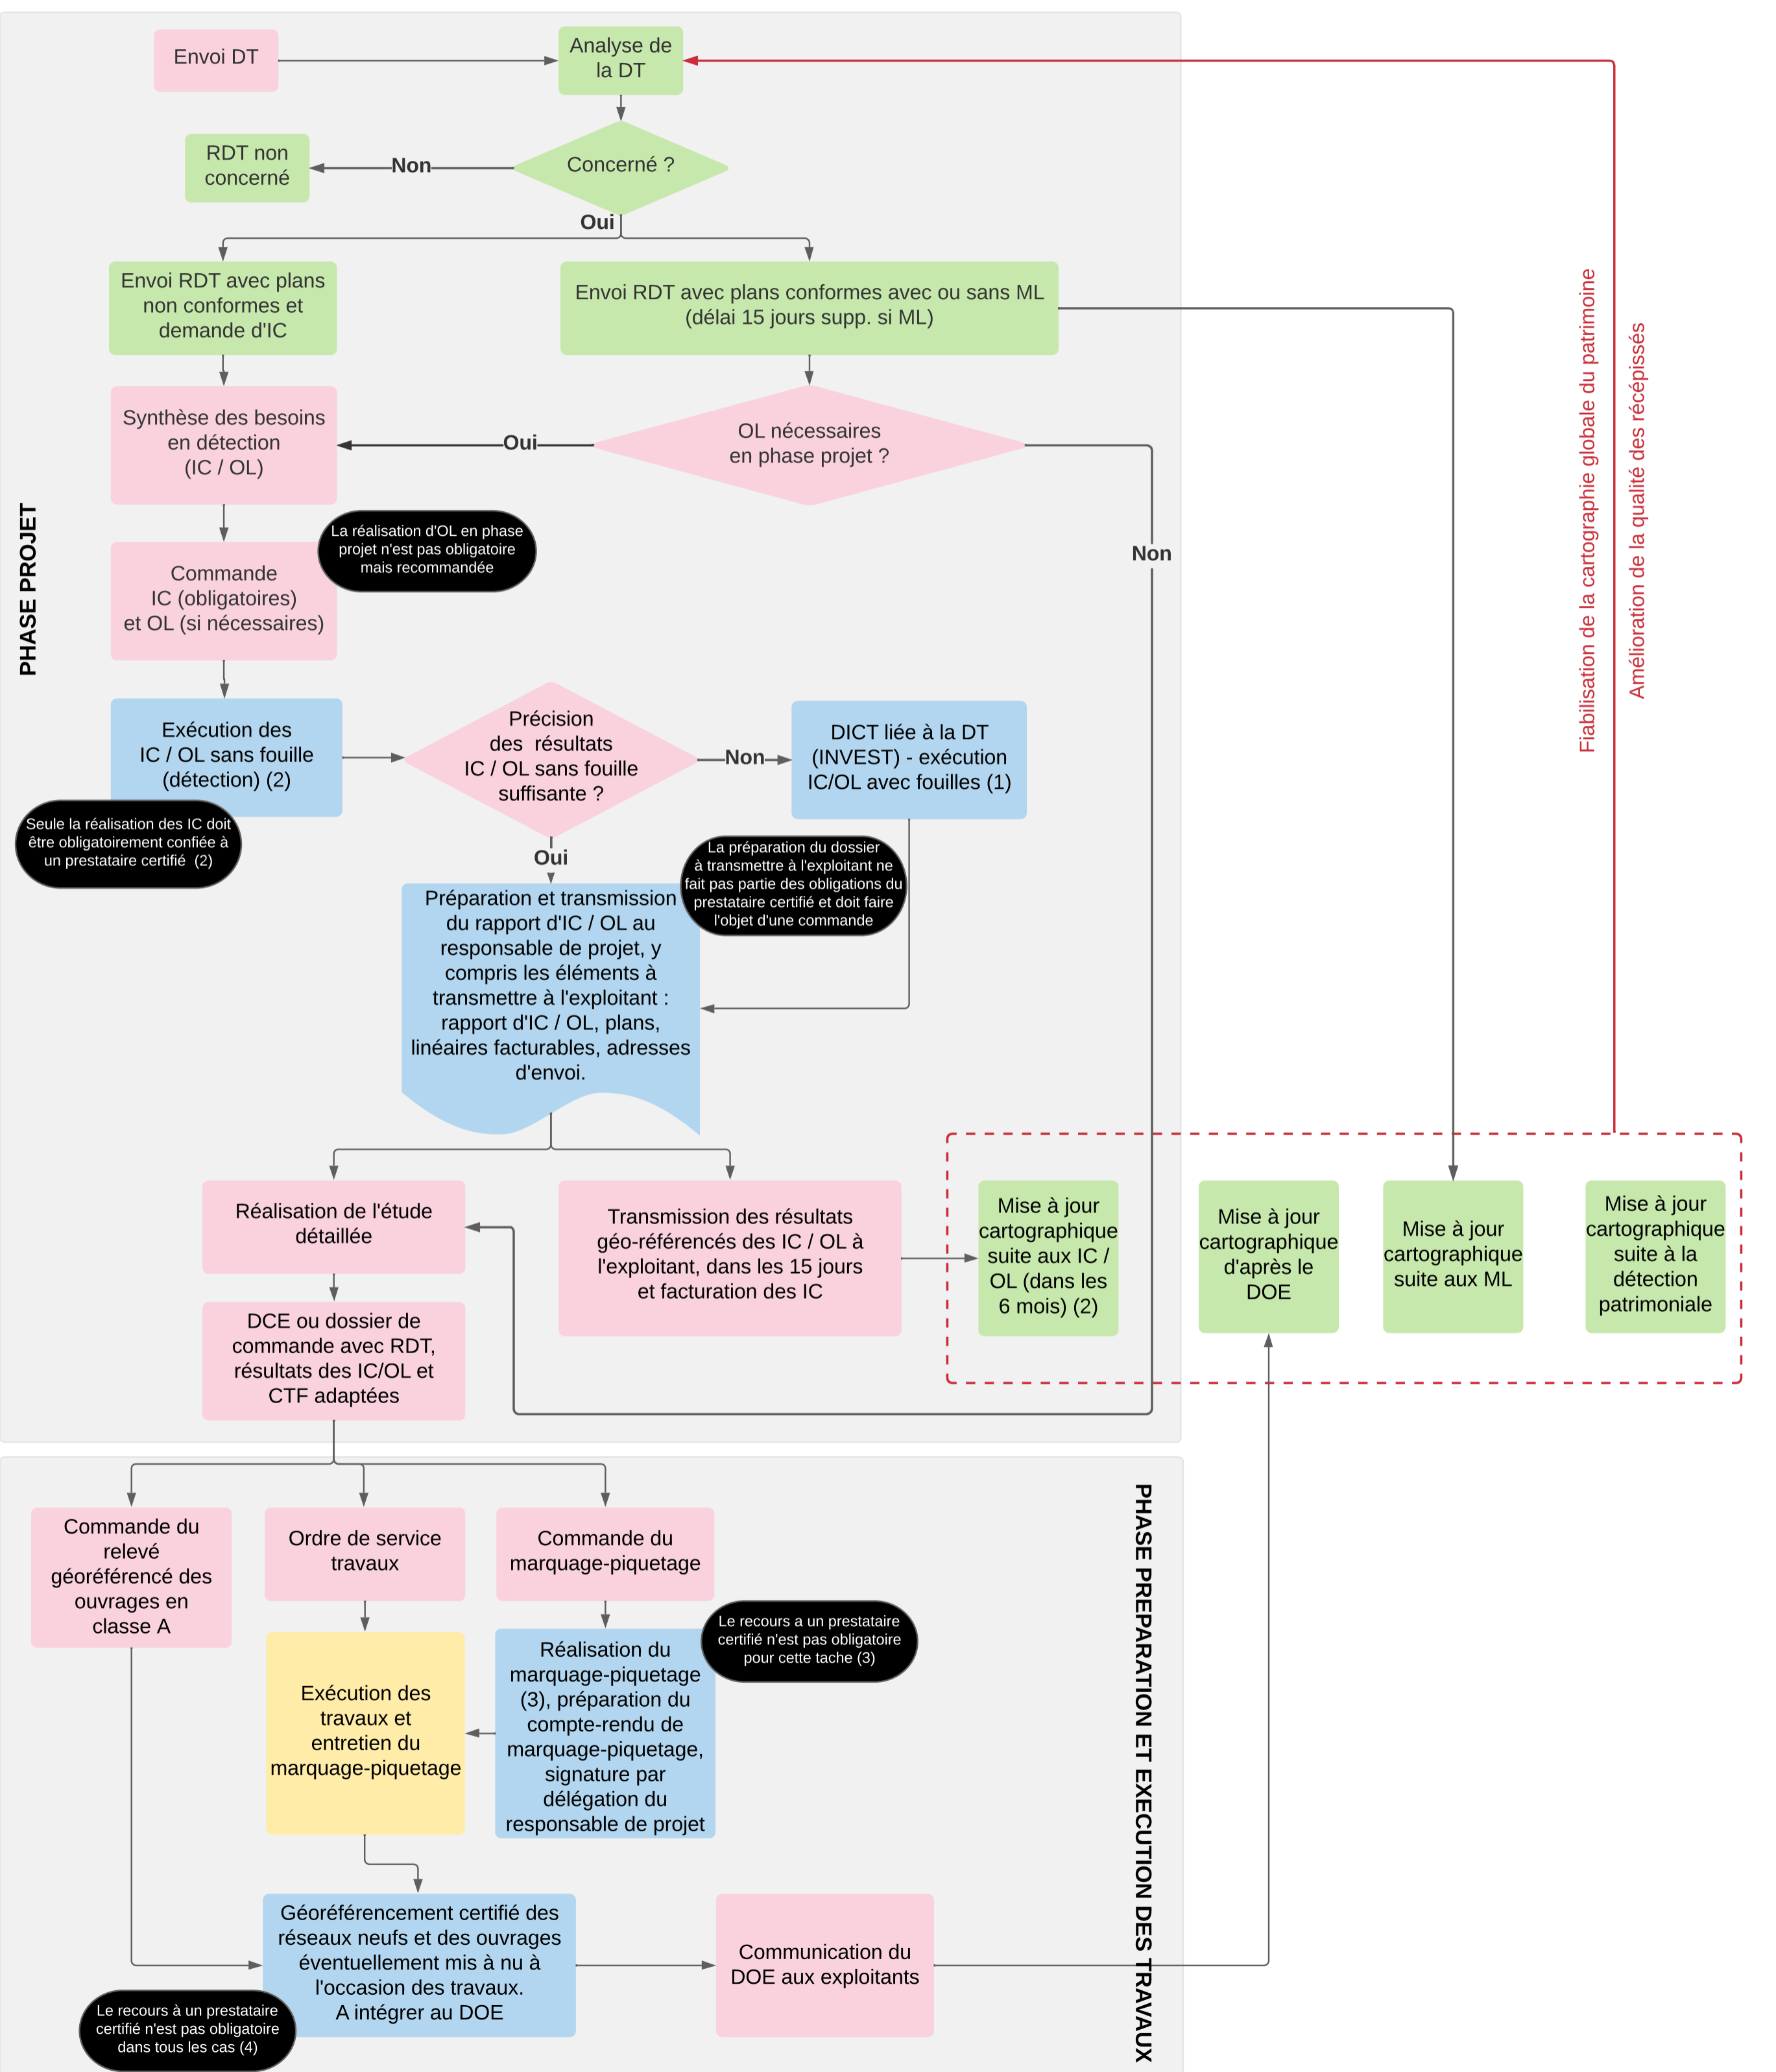 Envoi DT
Analyse de
la DT
RDT non
concerné
Non
Concerné ?
Oui
Envoi RDT avec plans
non conformes et
demande d'IC
Envoi RDT avec plans conformes avec ou sans ML
(délai 15 jours supp. si ML)
Synthèse des besoins
en détection
(IC / OL)
Oui
OL nécessaires
en phase projet ?
Non
PHASE PROJET
La réalisation d'OL en phase
projet n'est pas obligatoire
mais recommandée
Commande
IC (obligatoires)
et OL (si nécessaires)
Exécution des
IC / OL sans fouille
(détection) (2)
Seule la réalisation des IC doit
être obligatoirement confiée à
un prestataire certifié (2)
Précision
des résultats
IC / OL sans fouille
suffisante ?
Non
DICT liée à la DT
(INVEST) - exécution
IC/OL avec fouilles (1)
Oui
La préparation du dossier
à transmettre à l'exploitant ne
fait pas partie des obligations du
prestataire certifié et doit faire
l'objet d'une commande
Préparation et transmission
du rapport d'IC / OL au
responsable de projet, y
compris les éléments à
transmettre à l'exploitant :
rapport d'IC / OL, plans,
linéaires facturables, adresses
d'envoi.
Fiabilisation de la cartographie globale du patrimoine
Amélioration de la qualité des récépissés
Réalisation de l'étude
détaillée
Transmission des résultats
géo-référencés des IC / OL à
l'exploitant, dans les 15 jours
et facturation des IC
Mise à jour
cartographique
suite aux IC /
OL (dans les
6 mois) (2)
Mise à jour
cartographique
d'après le
DOE
Mise à jour
cartographique
suite aux ML
Mise à jour
cartographique
suite à la
détection
patrimoniale
DCE ou dossier de
commande avec RDT,
résultats des IC/OL et
CTF adaptées
PHASE PREPARATION ET EXECUTION DES TRAVAUX
Commande du
relevé
géoréférencé des
ouvrages en
classe A
Ordre de service
travaux
Commande du
marquage-piquetage
Le recours a un prestataire
certifié n'est pas obligatoire
pour cette tache (3)
Exécution des
travaux et
entretien du
marquage-piquetage
Réalisation du
marquage-piquetage
(3), préparation du
compte-rendu de
marquage-piquetage,
signature par
délégation du
responsable de projet
Géoréférencement certifié des
réseaux neufs et des ouvrages
éventuellement mis à nu à
l'occasion des travaux.
A intégrer au DOE
Communication du
DOE aux exploitants
Le recours à un prestataire
certifié n'est pas obligatoire
dans tous les cas (4)